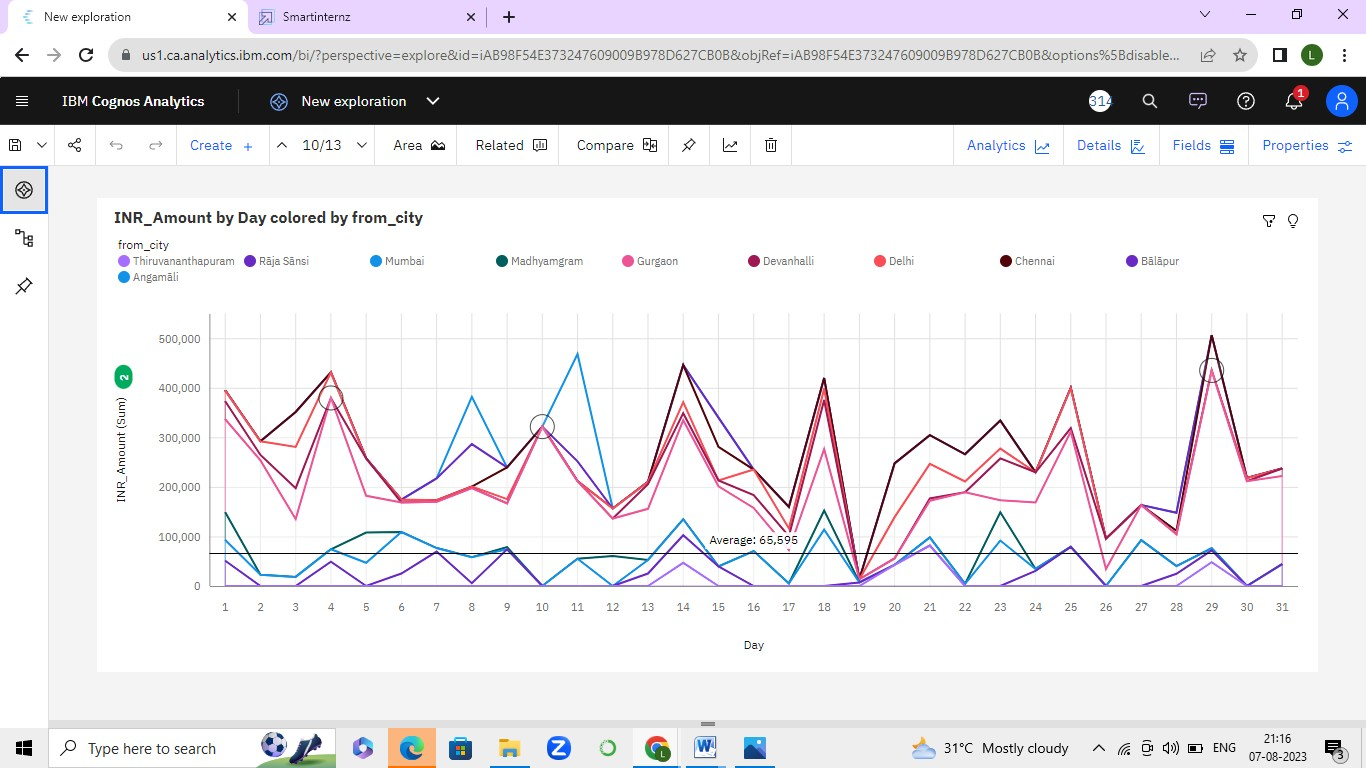 New exploration
Smartinternz
us1.ca.analytics.ibm.com/bi/?perspective=explore&id=iAB98F54E373247609009B978D627CB0B&objRef=iAB98F54E373247609009B978D627CB0B&options%5Bdisable...
L
IBM Cognos Analytics
New exploration
314
1
Create +
10/13
Area
Related
Compare
Analytics
Details
Fields
Properties
INR_Amount by Day colored by from_city
from_city
Thiruvananthapuram Rāja Sānsi Mumbai Madhyamgram Gurgaon Devanhalli Delhi Chennai Bālāpur
Angamāli
500,000
400,000
300,000
200,000
100,000
0
2
INR_Amount (Sum)
Average: 65,595
1 2 3 4 5 6 7 8 9 10 11 12 13 14 15 16 17 18 19 20 21 22 23 24 25 26 27 28 29 30 31
Day
Type here to search
31°C Mostly cloudy
ENG
21:16
07-08-2023
3